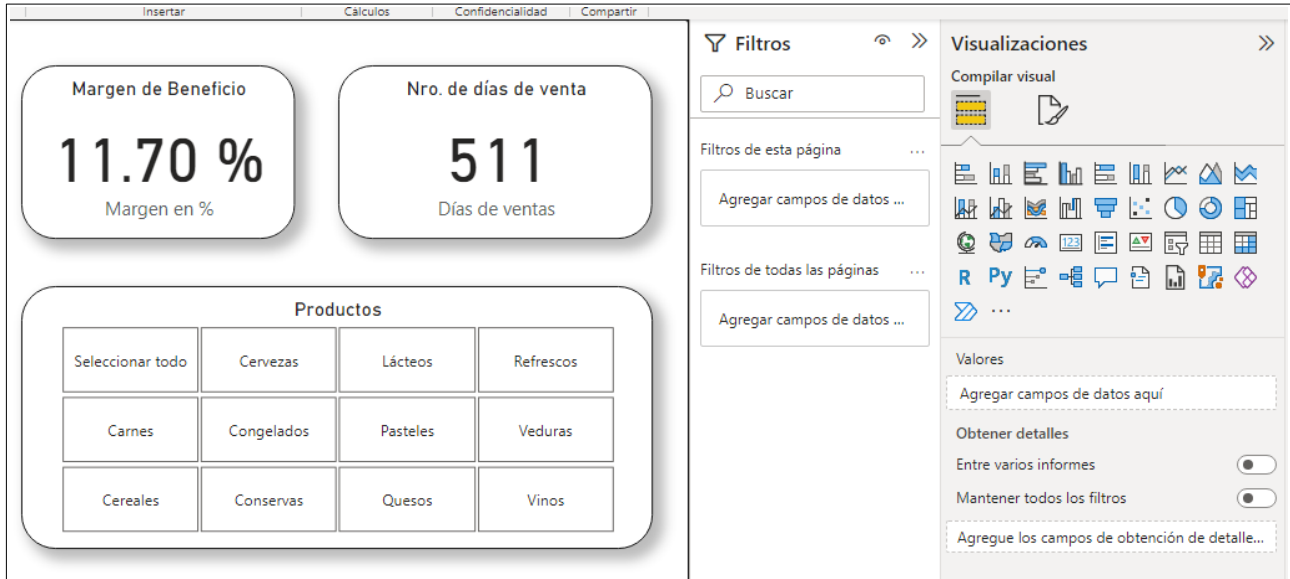 Insertar
Cálculos
Confidencialidad
Compartir
Margen de Beneficio
11.70 %
Margen en %
Nro. de días de venta
511
Días de ventas
Productos
Seleccionar todo
Cervezas
Lácteos
Refrescos
Carnes
Congelados
Pasteles
Veduras
Cereales
Conservas
Quesos
Vinos
Filtros
Buscar
Filtros de esta página
...
Agregar campos de datos ...
Filtros de todas las páginas
...
Agregar campos de datos ...
Visualizaciones
Compilar visual
123
R
Py
...
Valores
Agregar campos de datos aquí
Obtener detalles
Entre varios informes
Mantener todos los filtros
Agregue los campos de obtención de detalle...